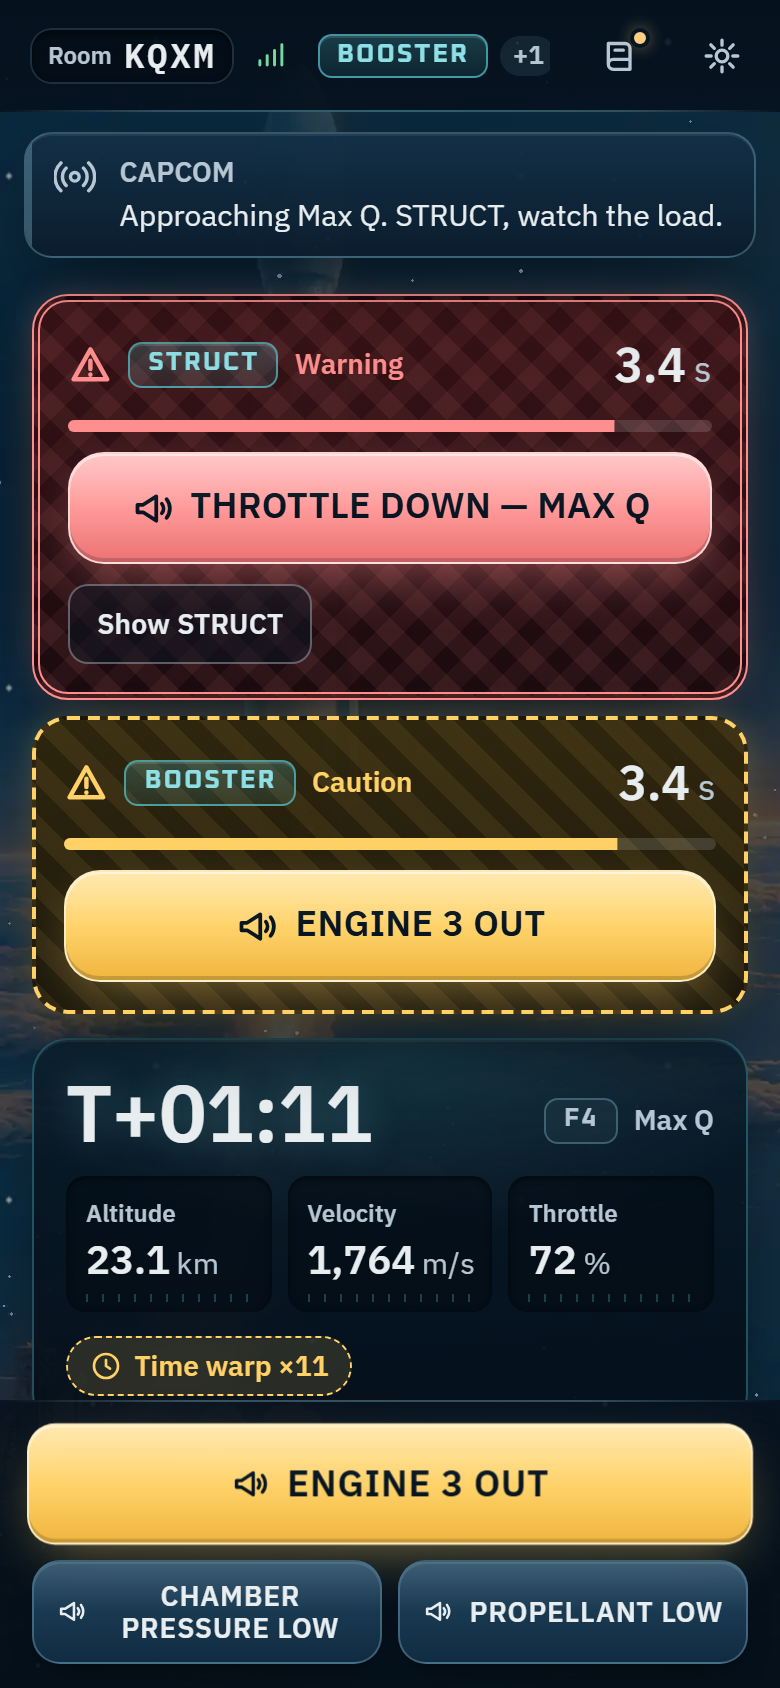 Room KQXM BOOSTER +1
CAPCOM
Approaching Max Q. STRUCT, watch the load.
STRUCT Warning 3.4 s
THROTTLE DOWN — MAX Q
Show STRUCT
BOOSTER Caution 3.4 s
ENGINE 3 OUT
T+01:11 F4 Max Q
Altitude Velocity Throttle
23.1 km 1,764 m/s 72 %
Time warp ×11
ENGINE 3 OUT
CHAMBER
PRESSURE LOW
PROPELLANT LOW